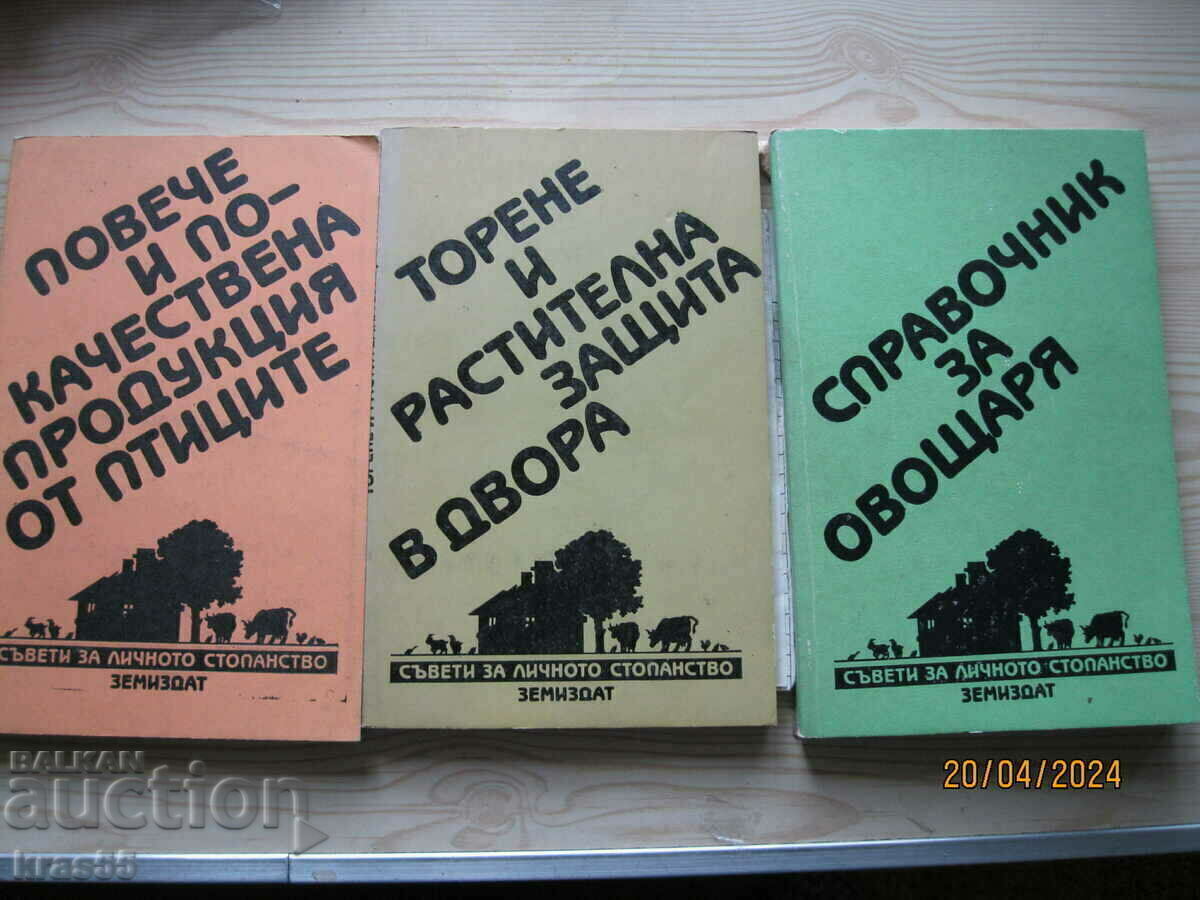 ПОВЕЧЕ
И ПО-
КАЧЕСТВЕНА
ПРОДУКЦИЯ
ОТ ПТИЦИТЕ
СЪВЕТИ ЗА ЛИЧНОТО СТОПАНСТВО
ЗЕМИЗДАТ
ТОРЕНЕ
И
РАСТИТЕЛНА
ЗАЩИТА
В ДВОРА
СЪВЕТИ ЗА ЛИЧНОТО СТОПАНСТВО
ЗЕМИЗДАТ
СПРАВОЧНИК
ЗА
ОВОЩАРЯ
СЪВЕТИ ЗА ЛИЧНОТО СТОПАНСТВО
ЗЕМИЗДАТ
20/04/2024
BALKAN
auction
kras55